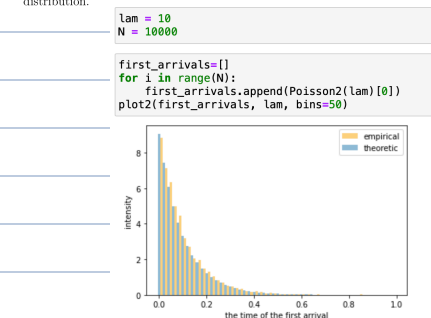 distribution.
lam = 10
N = 10000
first_arrivals=[]
for i in range(N):
    first_arrivals.append(Poisson2(lam)[0])
plot2(first_arrivals, lam, bins=50)
empirical
theoretic
intensity
8
6
4
2
0
0.0 0.2 0.4 0.6 0.8 1.0
the time of the first arrival